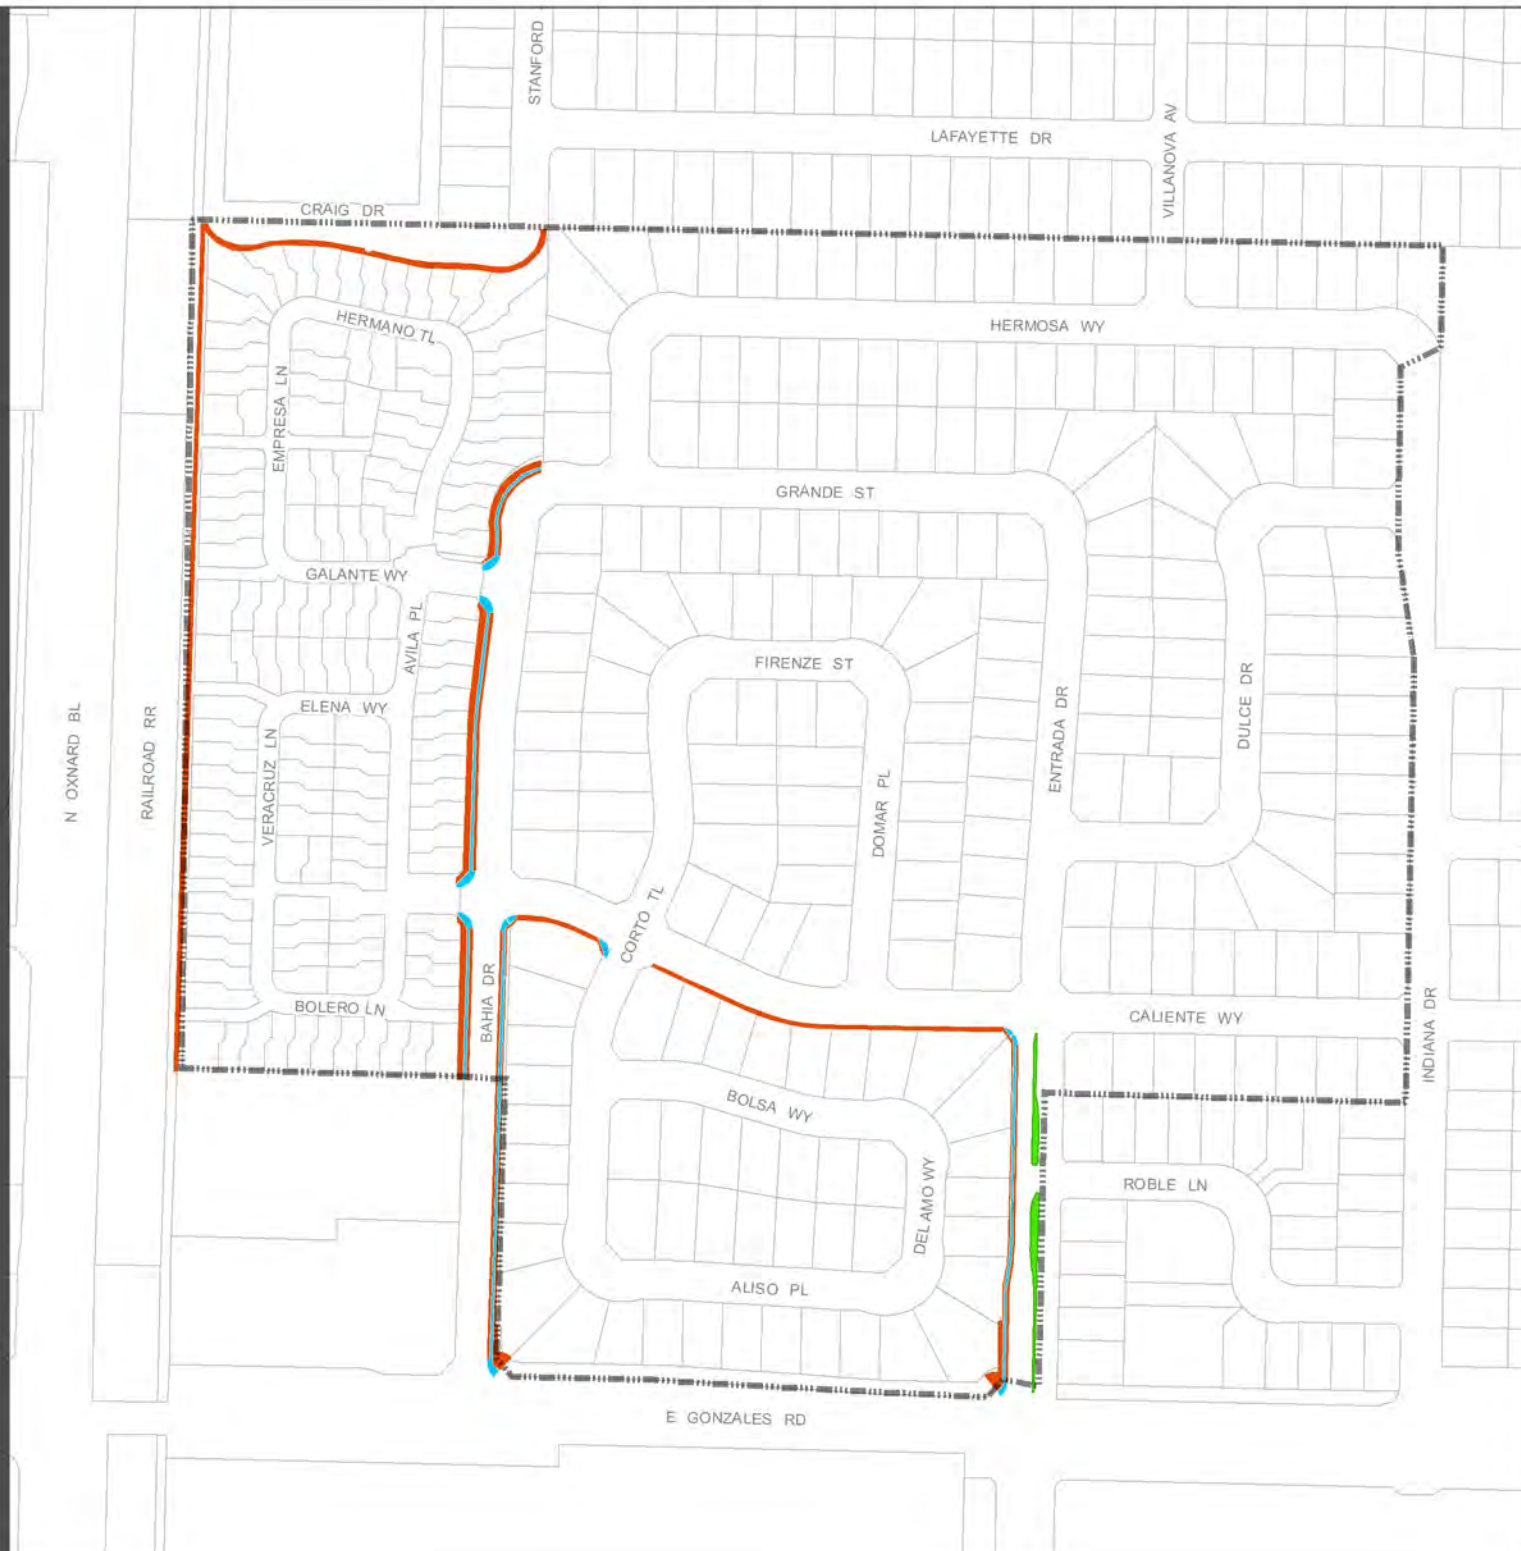 STANFORD
LAFAYETTE DR
VILLANOVA AV
CRAIG DR
HERMANO TL
HERMOSA WY
EMPRESA LN
GRANDE ST
GALANTE WY
AVILA PL
FIRENZE ST
ELENA WY
N OXNARD BL
RAILROAD RR
VERACRUZ LN
ENTRADA DR
DULCE DR
DOMAR PL
CORTO TL
BOLERO LN
BAHIA DR
CALIENTE WY
INDIANA DR
BOLSA WY
DEL AMO WY
ROBLE LN
ALISO PL
E GONZALES RD